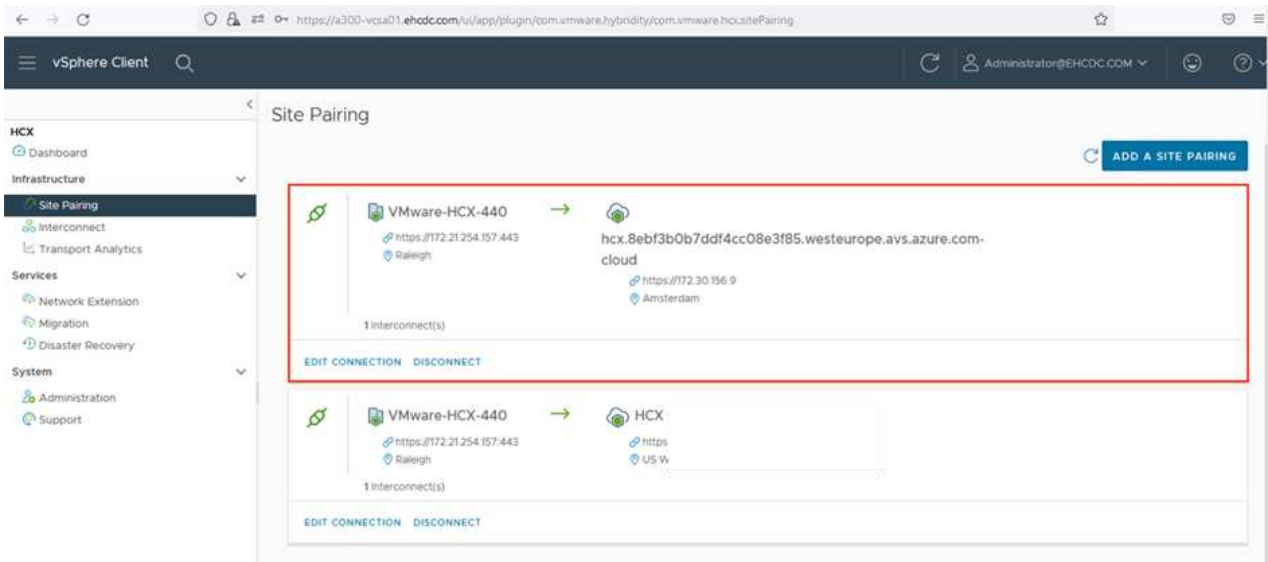 https://a300-vcsa01.ehcdc.com/ui/app/plugin/com.vmware.hybridity/com.vmware.hcx.sitePairing
vSphere Client
Administrator@EHCDC.COM
Site Pairing
HCX
Dashboard
ADD A SITE PAIRING
Infrastructure
Site Pairing
Interconnect
Transport Analytics
Services
Network Extension
Migration
Disaster Recovery
System
Administration
Support
VMware-HCX-440
https://172.21.254.157:443
Raleigh
hcx.8ebf3b0b7ddf4cc08e3f85.westeurope.avs.azure.com-
cloud
https://172.30.156.9
Amsterdam
1 Interconnect(s)
EDIT CONNECTION DISCONNECT
VMware-HCX-440
https://172.21.254.157:443
Raleigh
HCX
https
US W
1 Interconnect(s)
EDIT CONNECTION DISCONNECT